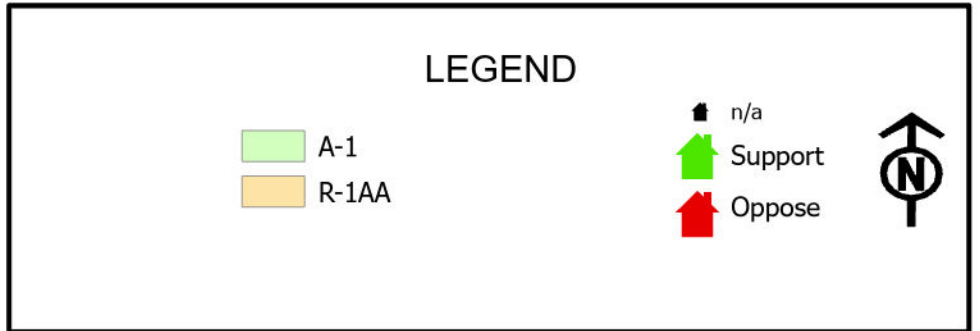 LEGEND
A-1
R-1AA
n/a
Support
Oppose
N